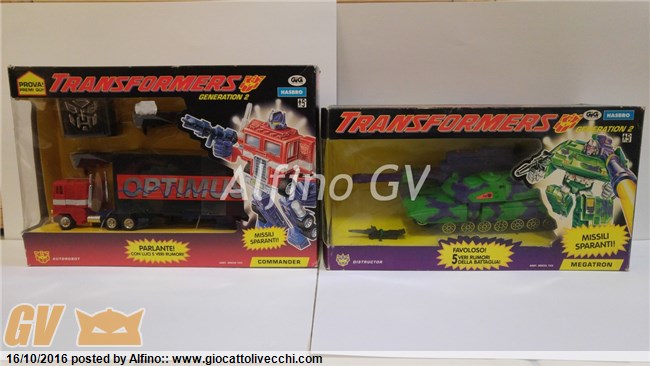 PROVA!
TRANSFORMERS
GENERATION 2
GiG
HASBRO
OPTIMUS
PARLANTE!
CON LUCI E VERI RUMORI!
MISSILI
SPARANTI!
AUTOROBOT
COMMANDER
TRANSFORMERS
GENERATION 2
GiG
HASBRO
MISSILI
SPARANTI!
FAVOLOSO!
5 VERI RUMORI
DELLA BATTAGLIA!
DISTRUCTOR
MEGATRON
Alfino GV
GV
16/10/2016 posted by Alfino:: www.giocattolivecchi.com